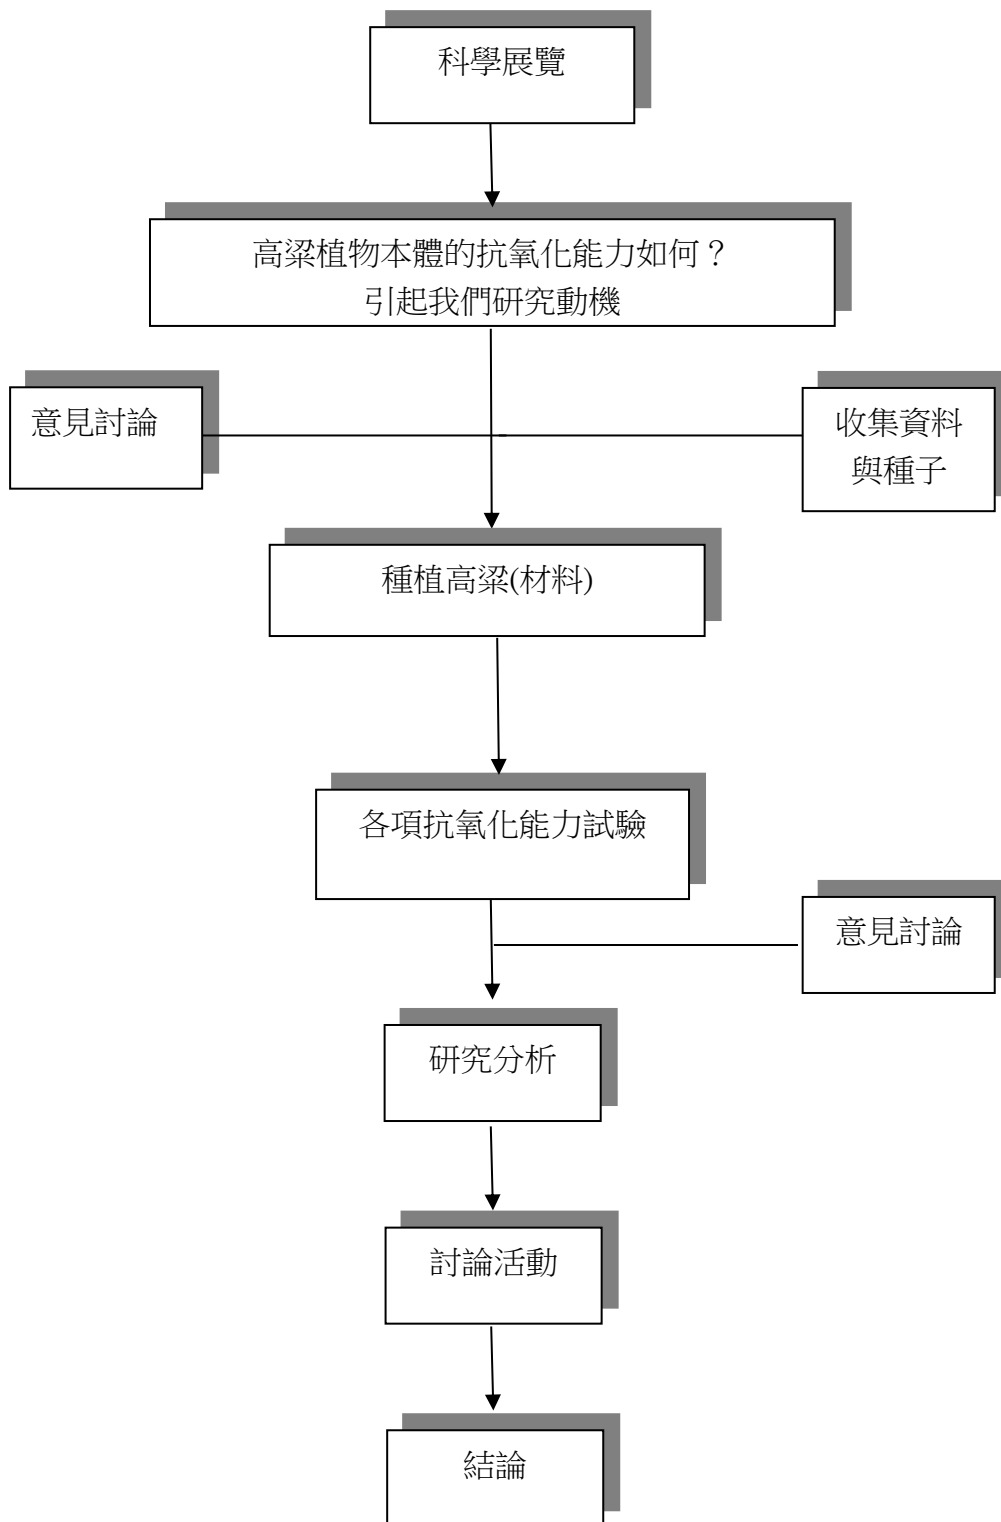 科學展覽
高粱植物本體的抗氧化能力如何？
引起我們研究動機
意見討論
收集資料
與種子
種植高粱(材料)
各項抗氧化能力試驗
意見討論
研究分析
討論活動
結論